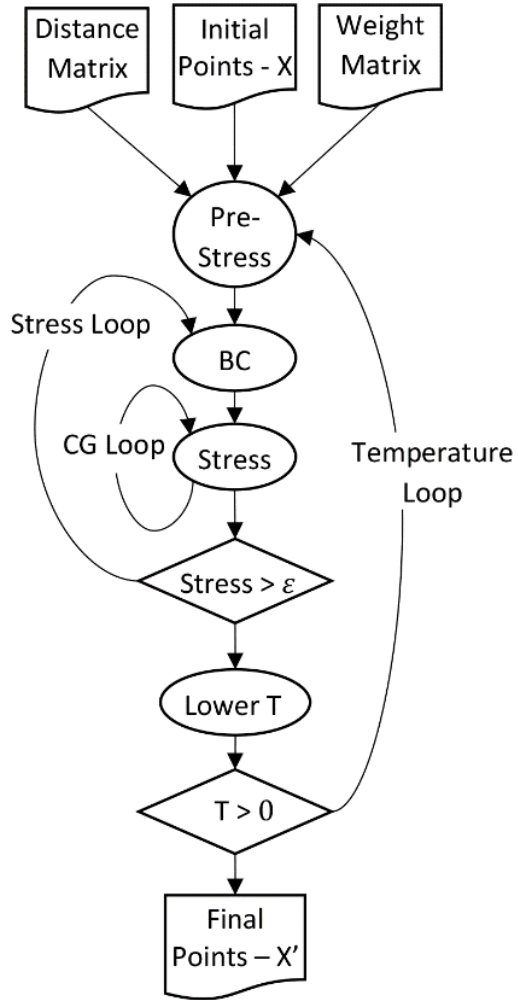 Distance
Matrix
Initial
Points - X
Weight
Matrix
Pre-
Stress
Stress Loop
BC
CG Loop
Stress
Temperature
Loop
Stress > ε
Lower T
T > 0
Final
Points – X’